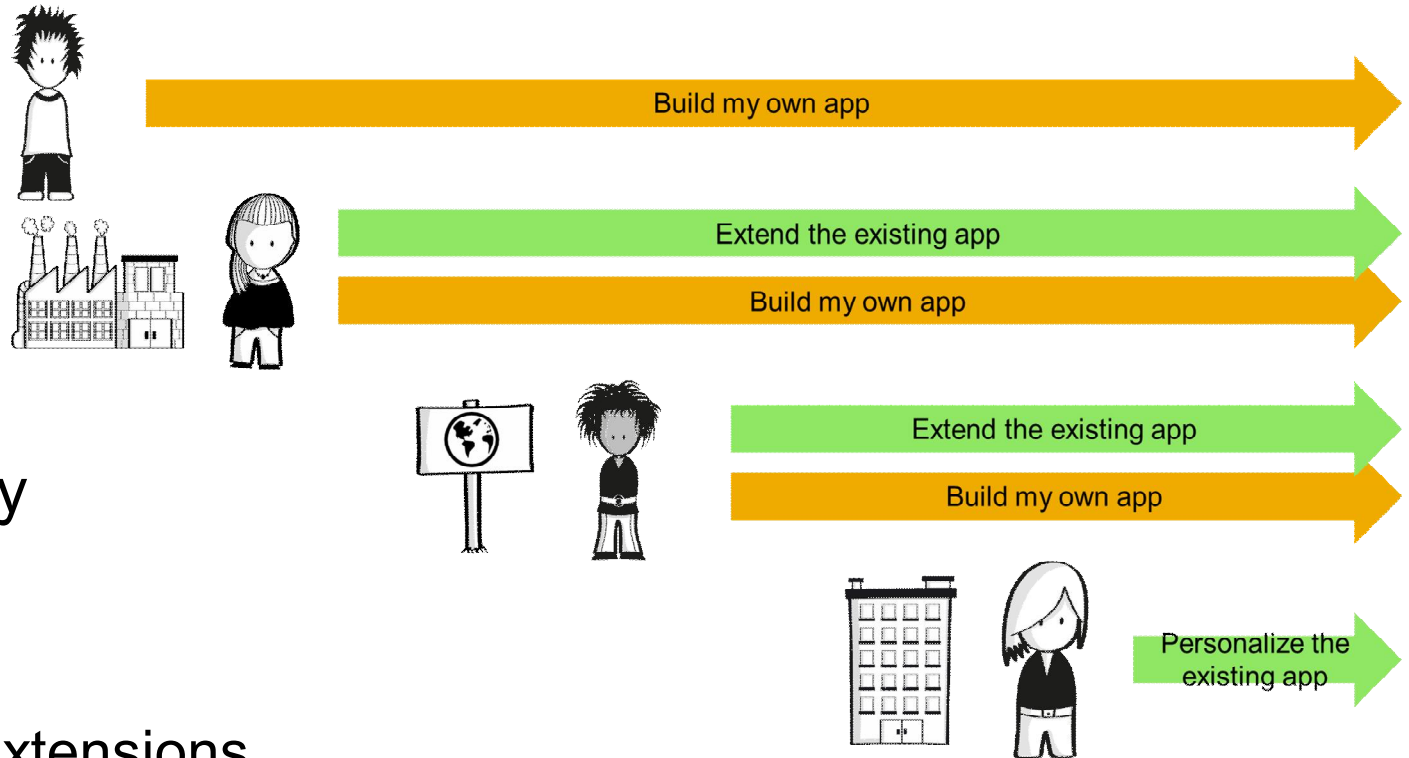 Build my own app
Extend the existing app
Build my own app
Extend the existing app
y
Build my own app
Personalize the
existing app
xtensions